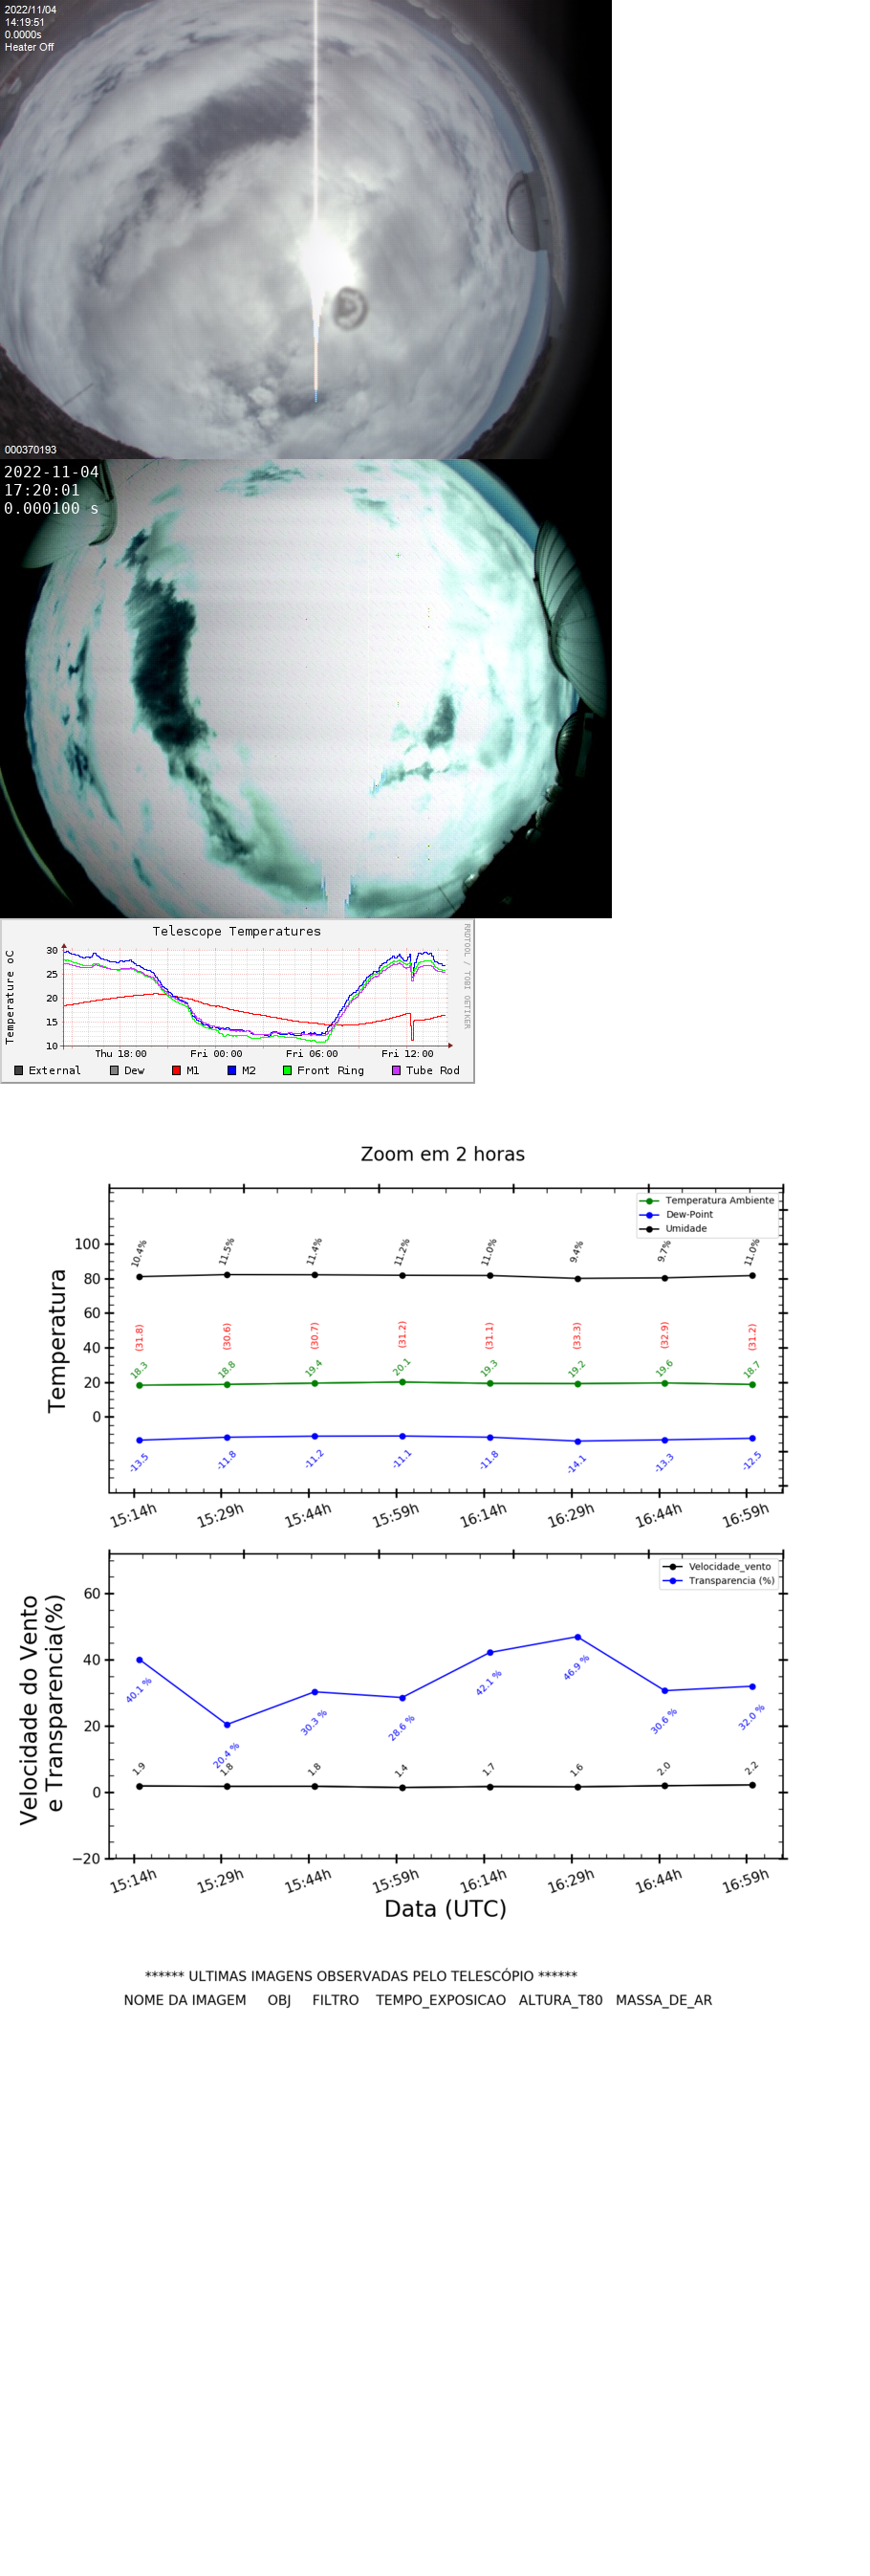 2022/11/04
14:19:51
0.0000s
Heater Off
000370193
2022-11-04
17:20:01
0.000100 s
Telescope Temperatures
RRDTOOL / TOBI OETIKER
Temperature oC
30
25
20
15
10
Thu 18:00 Fri 00:00 Fri 06:00 Fri 12:00
External Dew M1 M2 Front Ring Tube Rod
Zoom em 2 horas
Temperatura Ambiente
Dew-Point
Umidade
Temperatura
100
80
60
40
20
0
10.4% 11.5% 11.4% 11.2% 11.0% 9.4% 9.7% 11.0%
(31.8) (30.6) (30.7) (31.2) (31.1) (33.3) (32.9) (31.2)
18.3 18.8 19.4 20.1 19.3 19.2 19.6 18.7
-13.5 -11.8 -11.2 -11.1 -11.8 -14.1 -13.3 -12.5
15:14h 15:29h 15:44h 15:59h 16:14h 16:29h 16:44h 16:59h
Velocidade_vento
Transparencia (%)
Velocidade do Vento
e Transparencia(%)
60
40
20
0
−20
40.1 % 20.4 % 30.3 % 28.6 % 42.1 % 46.9 % 30.6 % 32.0 %
1.9 1.8 1.8 1.4 1.7 1.6 2.0 2.2
15:14h 15:29h 15:44h 15:59h 16:14h 16:29h 16:44h 16:59h
Data (UTC)
****** ULTIMAS IMAGENS OBSERVADAS PELO TELESCÓPIO ******
NOME DA IMAGEM OBJ FILTRO TEMPO_EXPOSICAO ALTURA_T80 MASSA_DE_AR